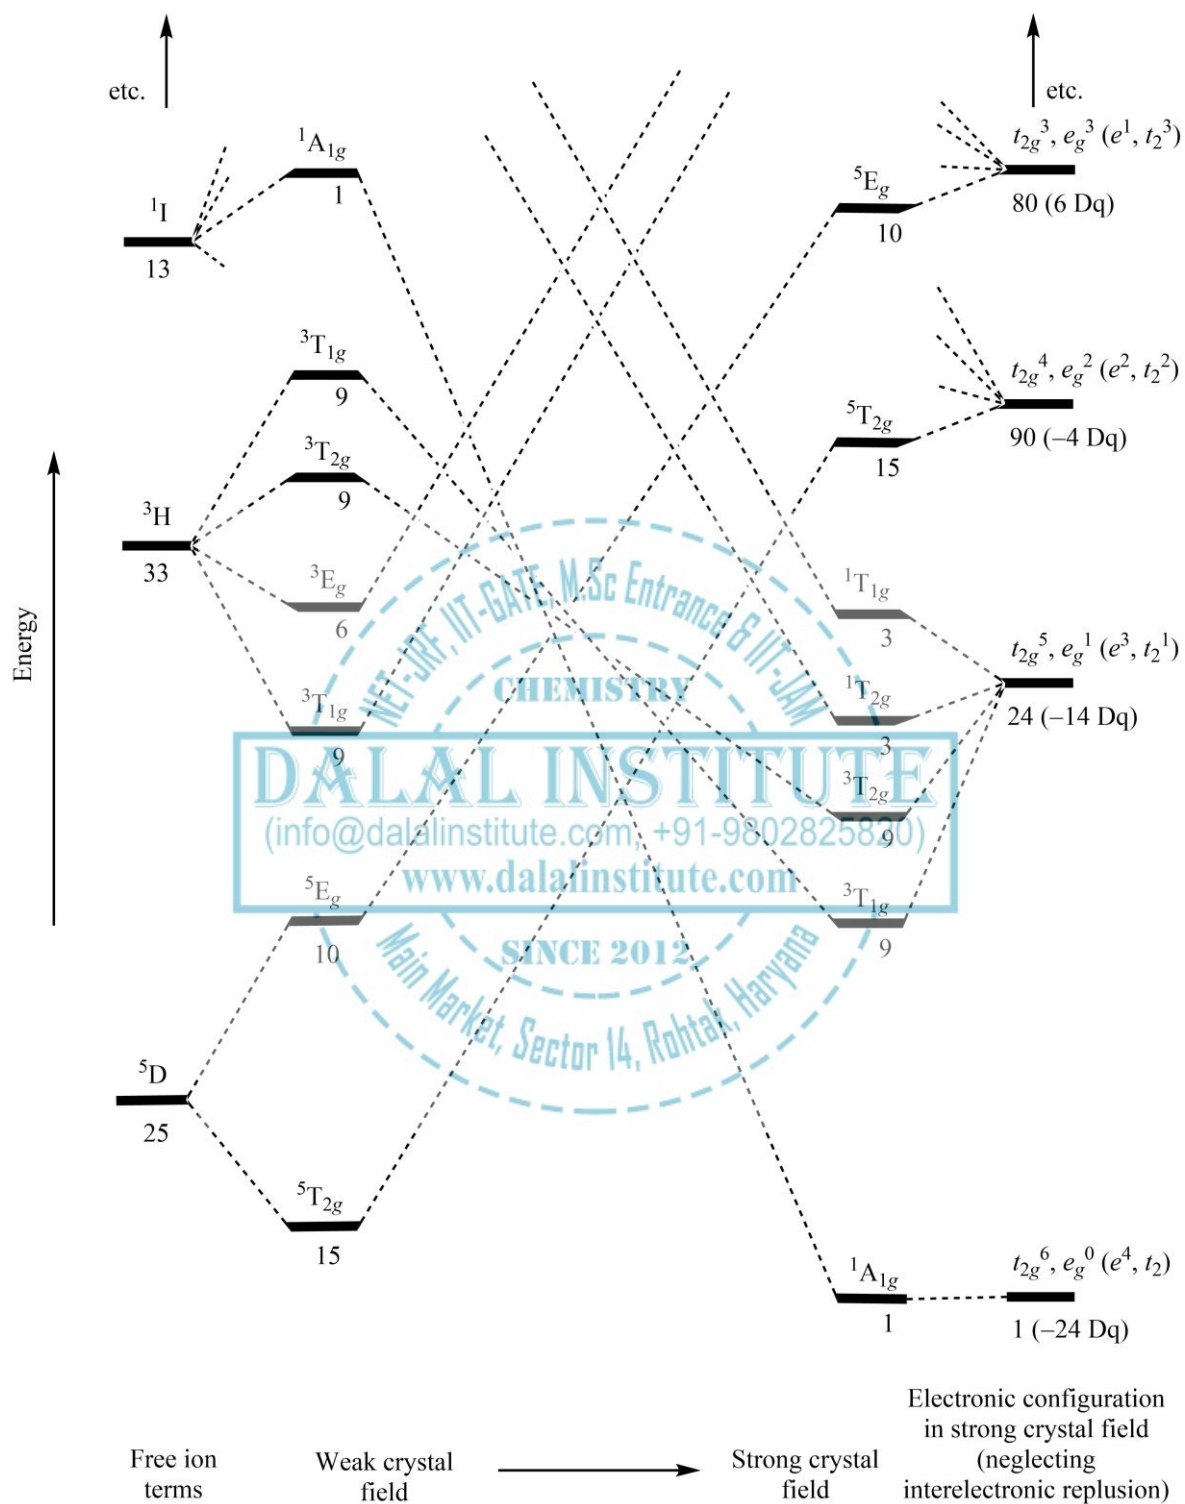 etc.
etc.
¹A₁g
1
¹I
13
t₂g³, eg³ (e¹, t₂³)
80 (6 Dq)
⁵Eg
10
³T₁g
9
t₂g⁴, eg² (e², t₂²)
90 (–4 Dq)
⁵T₂g
15
³T₂g
9
³H
33
³Eg
6
¹T₁g
3
t₂g⁵, eg¹ (e³, t₂¹)
24 (–14 Dq)
Energy
NET-JRF, IIT-GATE, M.Sc Entrance & IIT-JAM
CHEMISTRY
³T₁g
9
¹T₂g
3
DALAL INSTITUTE
³T₂g
9
(info@dalalinstitute.com, +91-9802825820)
www.dalalinstitute.com
⁵Eg
10
³T₁g
9
SINCE 2012
Main Market, Sector 14, Rohtak, Haryana
⁵D
25
⁵T₂g
15
¹A₁g
1
t₂g⁶, eg⁰ (e⁴, t₂)
1 (–24 Dq)
Free ion
terms
Weak crystal
field
Strong crystal
field
Electronic configuration
in strong crystal field
(neglecting
interelectronic replusion)